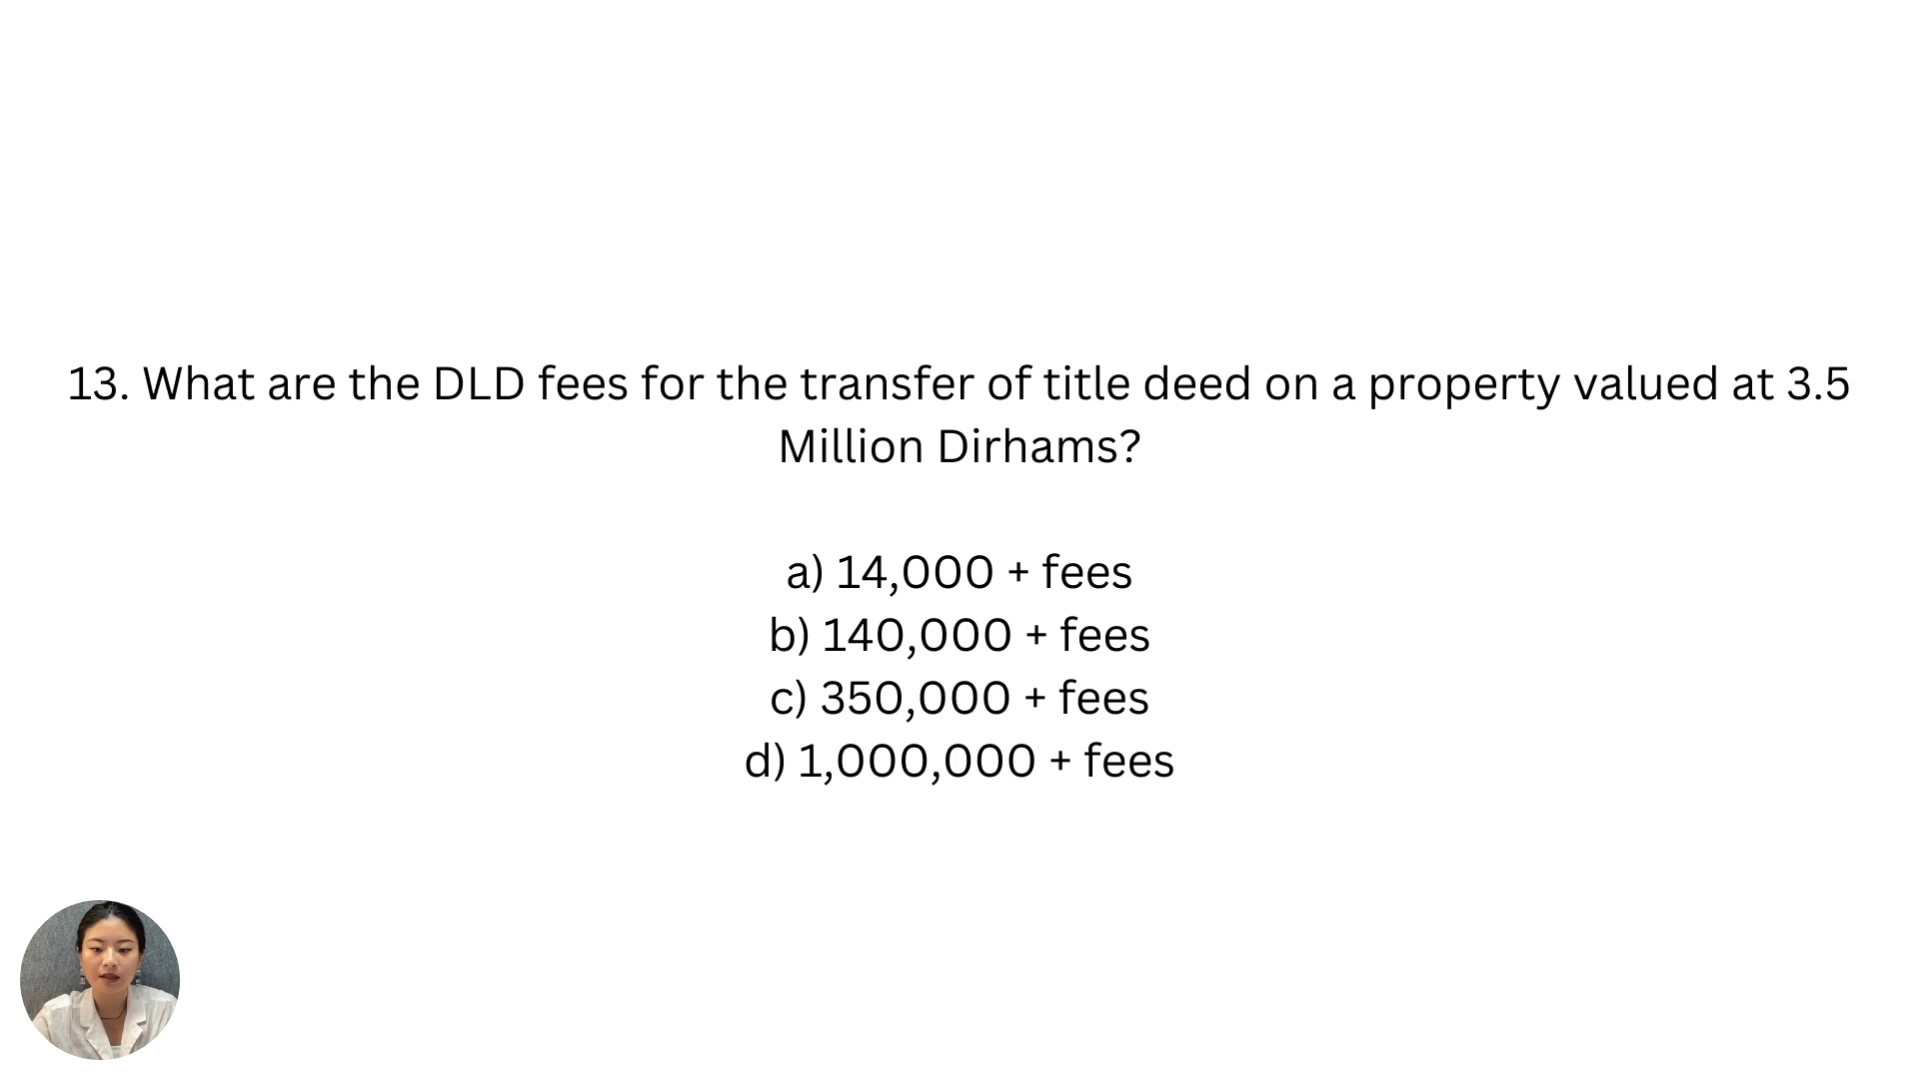 13. What are the DLD fees for the transfer of title deed on a property valued at 3.5
Million Dirhams?
a) 14,000 + fees
b) 140,000 + fees
c) 350,000 + fees
d) 1,000,000 + fees